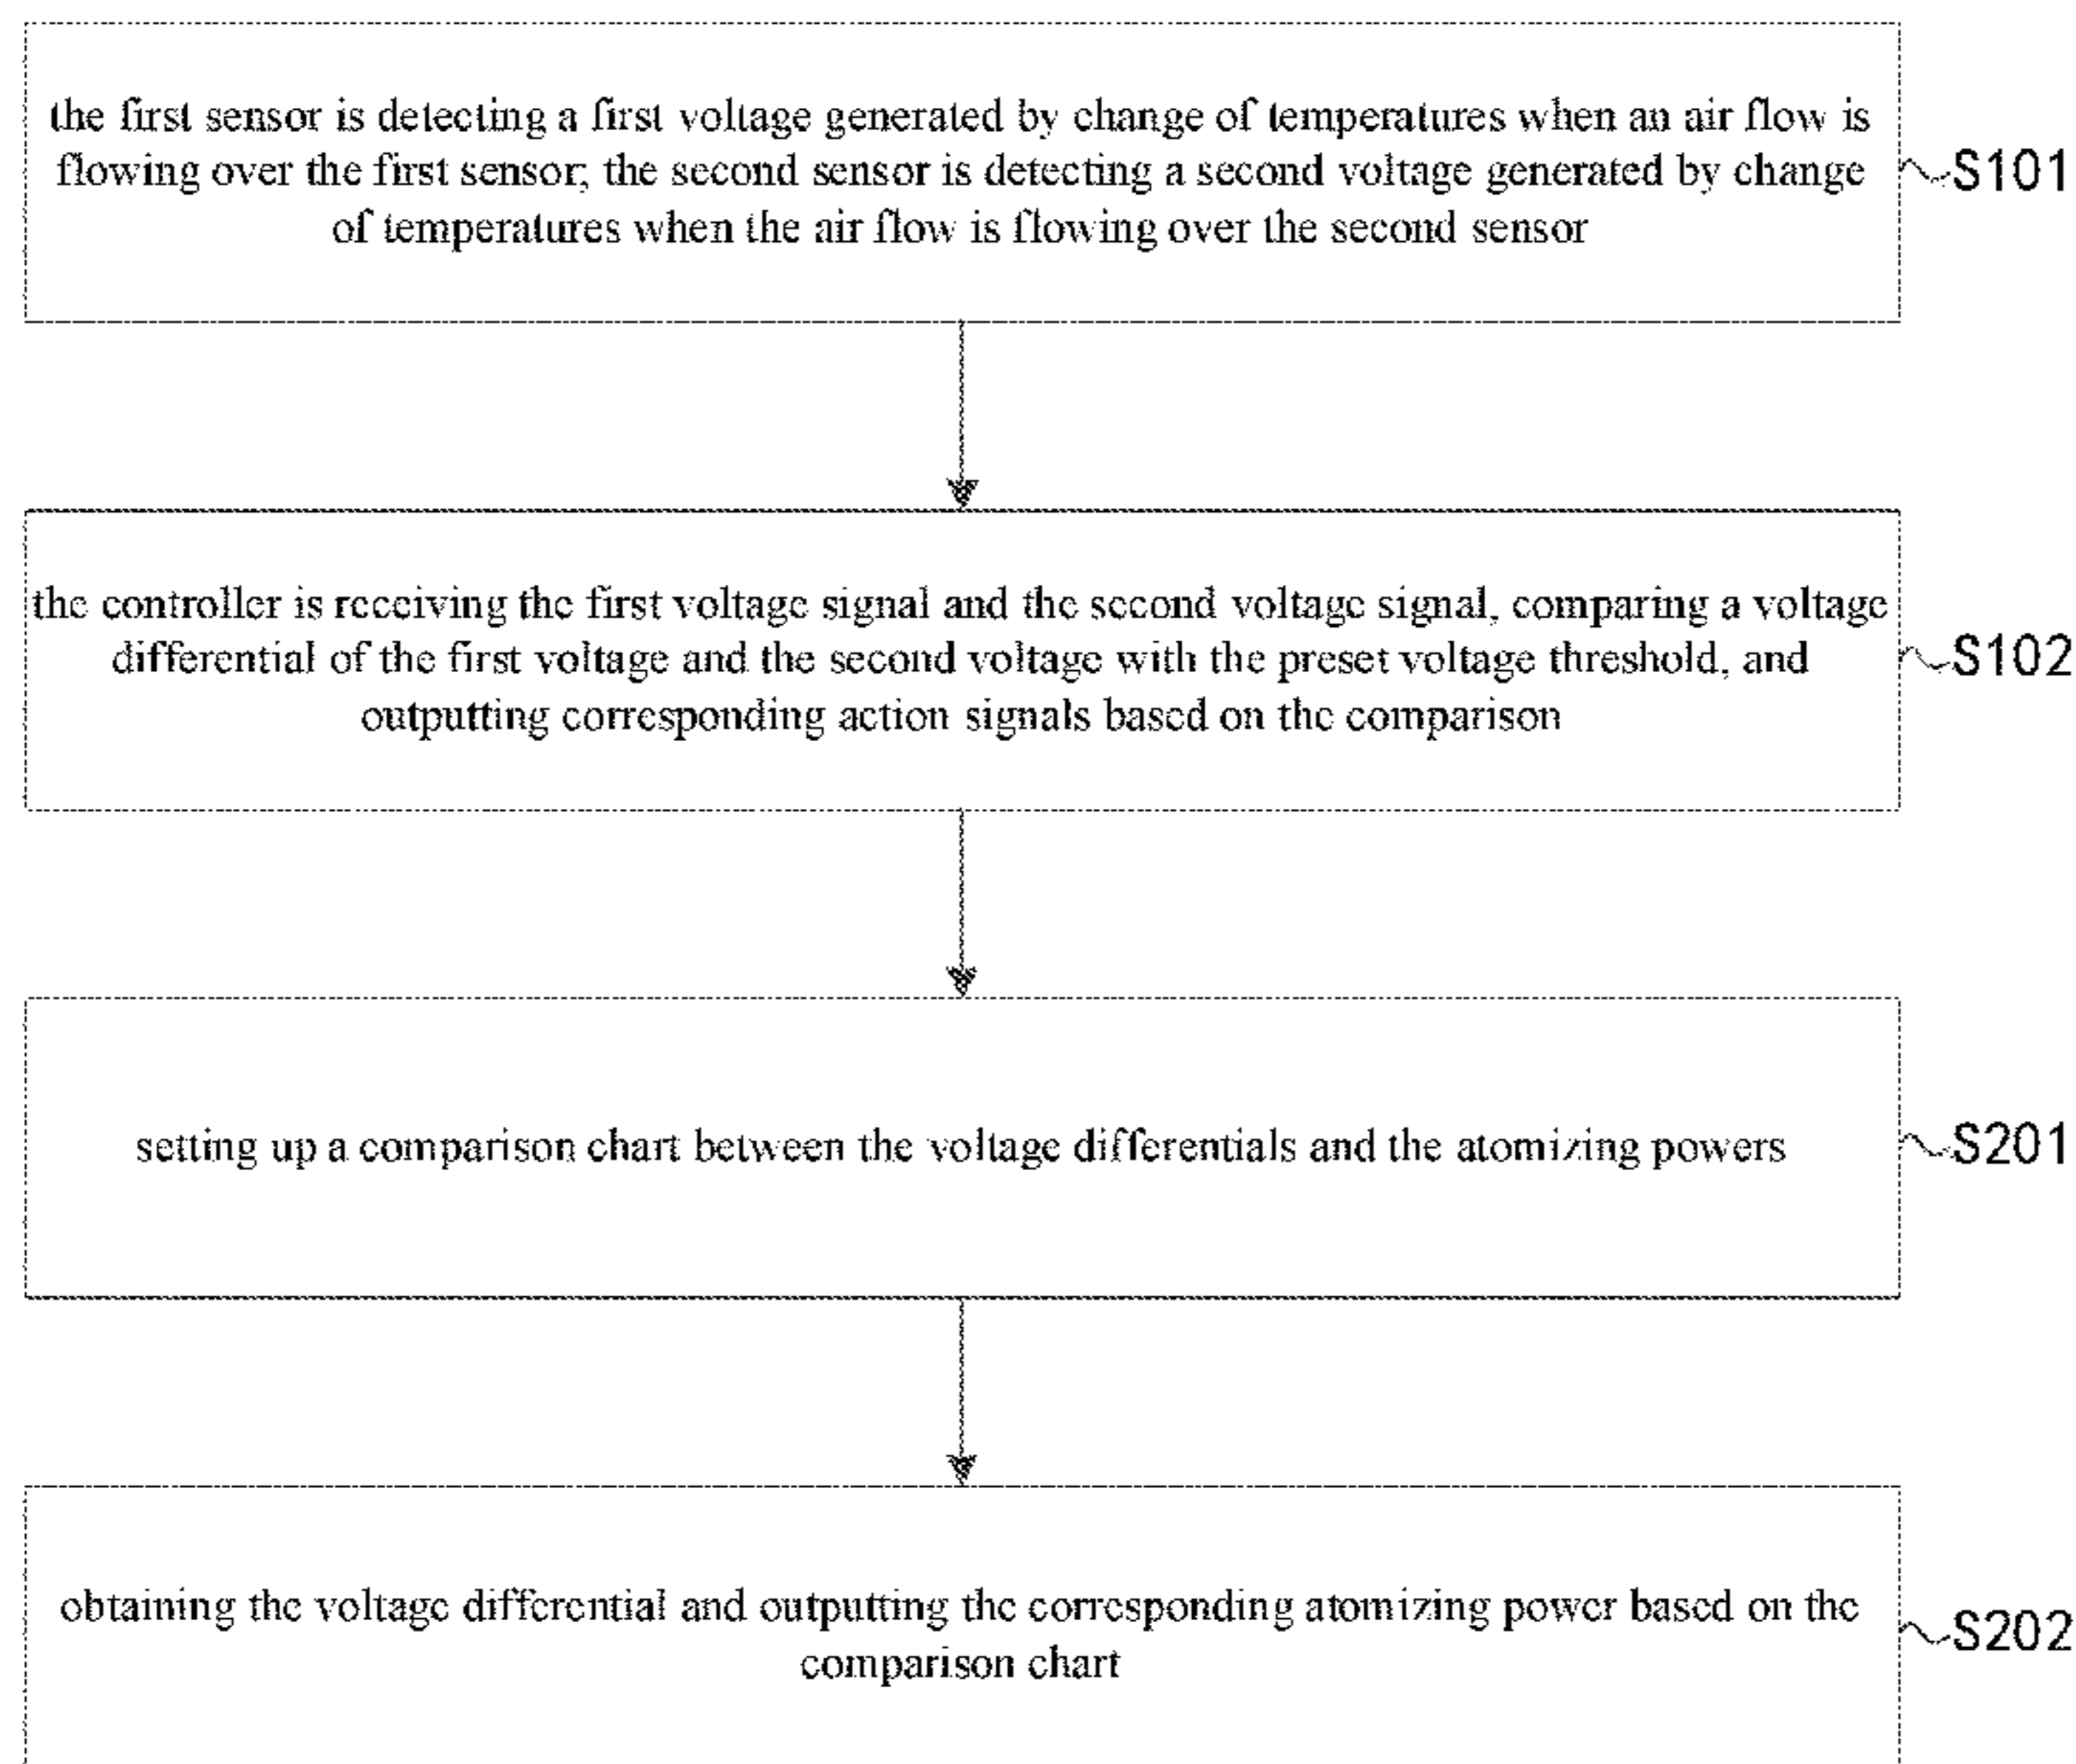 the first sensor is detecting a first voltage generated by change of temperatures when an air flow is
flowing over the first sensor; the second sensor is detecting a second voltage generated by change
of temperatures when the air flow is flowing over the second sensor
S101
the controller is receiving the first voltage signal and the second voltage signal, comparing a voltage
differential of the first voltage and the second voltage with the preset voltage threshold, and
outputting corresponding action signals based on the comparison
S102
setting up a comparison chart between the voltage differentials and the atomizing powers
S201
obtaining the voltage differential and outputting the corresponding atomizing power based on the
comparison chart
S202